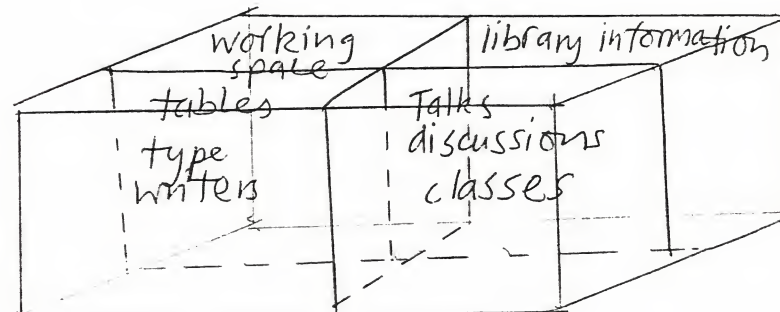 working
space
library information
tables
type
writers
Talks
discussions
classes